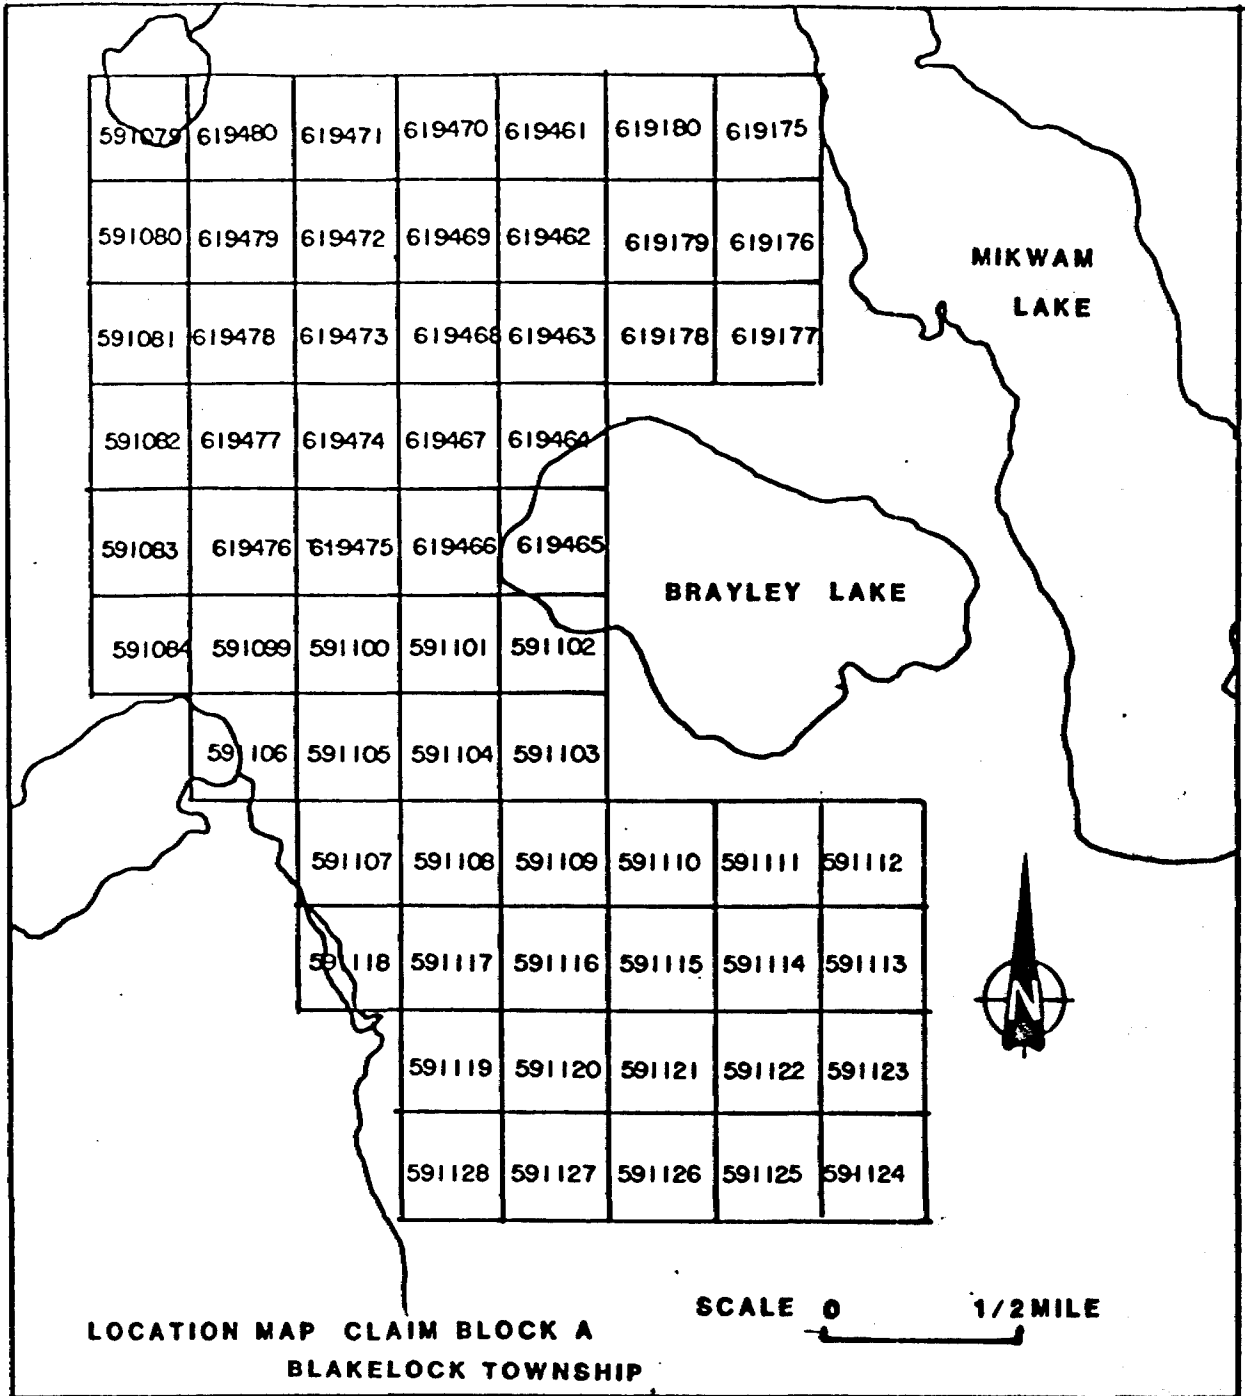 591079 619480 619471 619470 619461 619180 619175
591080 619479 619472 619469 619462 619179 619176
MIKWAM
LAKE
591081 619478 619473 619468 619463 619178 619177
591082 619477 619474 619467 619464
591083 619476 619475 619466 619465
BRAYLEY LAKE
591084 591099 591100 591101 591102
591106 591105 591104 591103
591107 591108 591109 591110 591111 591112
591118 591117 591116 591115 591114 591113
N
591119 591120 591121 591122 591123
591128 591127 591126 591125 591124
SCALE 0 1/2 MILE
LOCATION MAP CLAIM BLOCK A
BLAKELOCK TOWNSHIP